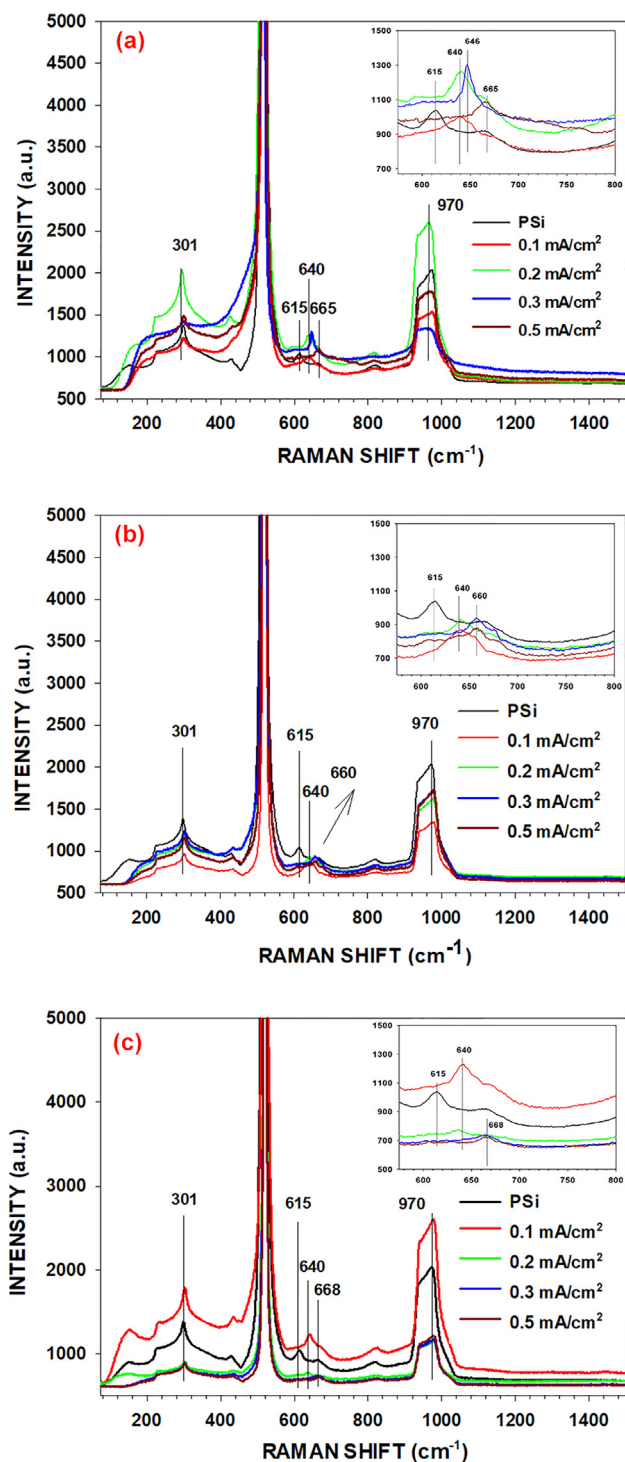 (a)
5000
4500
4000
3500
3000
2500
2000
1500
1000
500
INTENSITY (a.u.)
1500
1300
1100
900
700
600 650 700 750 800
615
640
646
665
301
615
640
665
970
PSi
0.1 mA/cm²
0.2 mA/cm²
0.3 mA/cm²
0.5 mA/cm²
200 400 600 800 1000 1200 1400
RAMAN SHIFT (cm⁻¹)
(b)
5000
4500
4000
3500
3000
2500
2000
1500
1000
500
INTENSITY (a.u.)
1500
1300
1100
900
700
600 650 700 750 800
615
640
660
301
615
640
660
970
PSi
0.1 mA/cm²
0.2 mA/cm²
0.3 mA/cm²
0.5 mA/cm²
200 400 600 800 1000 1200 1400
RAMAN SHIFT (cm⁻¹)
(c)
5000
4000
3000
2000
1000
INTENSITY (a.u.)
1500
1300
1100
900
700
500
600 650 700 750 800
615
640
668
301
615
640
668
970
PSi
0.1 mA/cm²
0.2 mA/cm²
0.3 mA/cm²
0.5 mA/cm²
200 400 600 800 1000 1200 1400
RAMAN SHIFT (cm⁻¹)